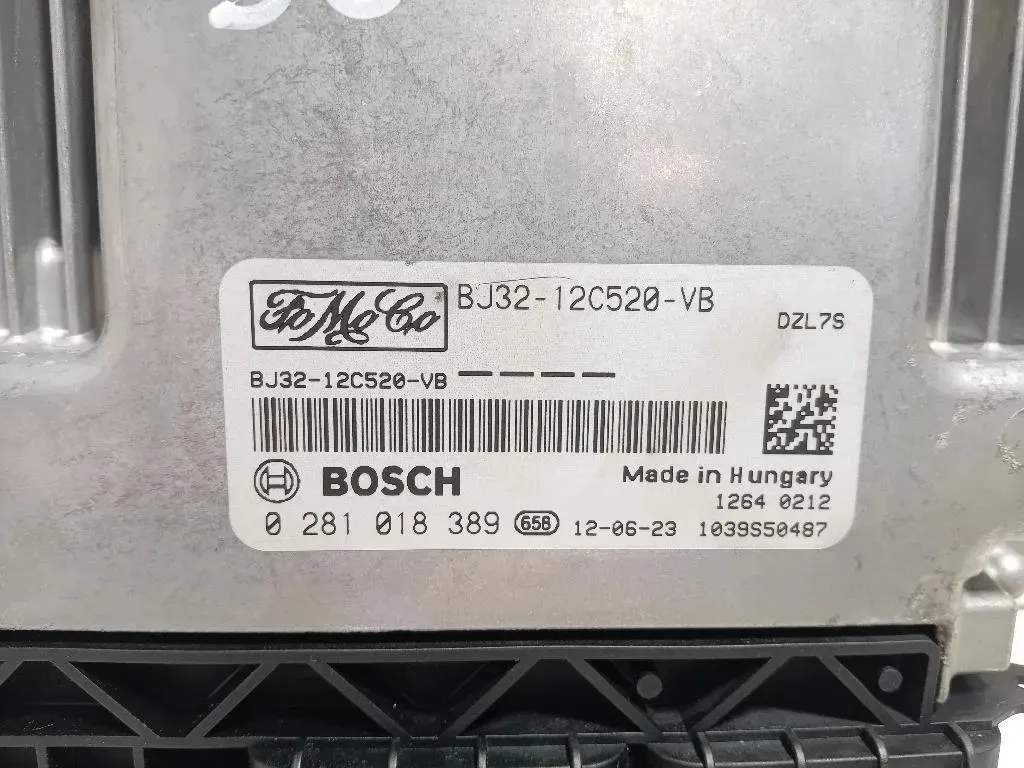 FoMoCo BJ32-12C520-VB
DZL7S
BJ32-12C520-VB — — — —
BOSCH Made in Hungary
1264 0212
0 281 018 389 658 12-06-23 1039S50487